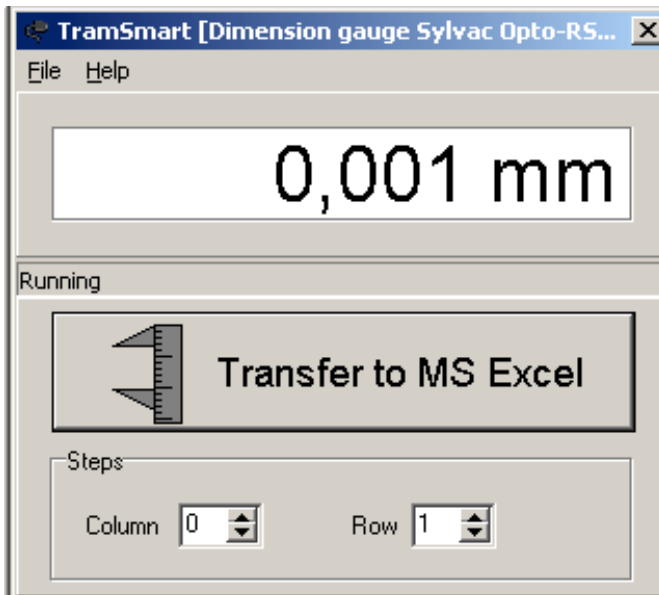 TramSmart [Dimension gauge Sylvac Opto-RS...
File Help
0,001 mm
Running
Transfer to MS Excel
Steps
Column 0 Row 1